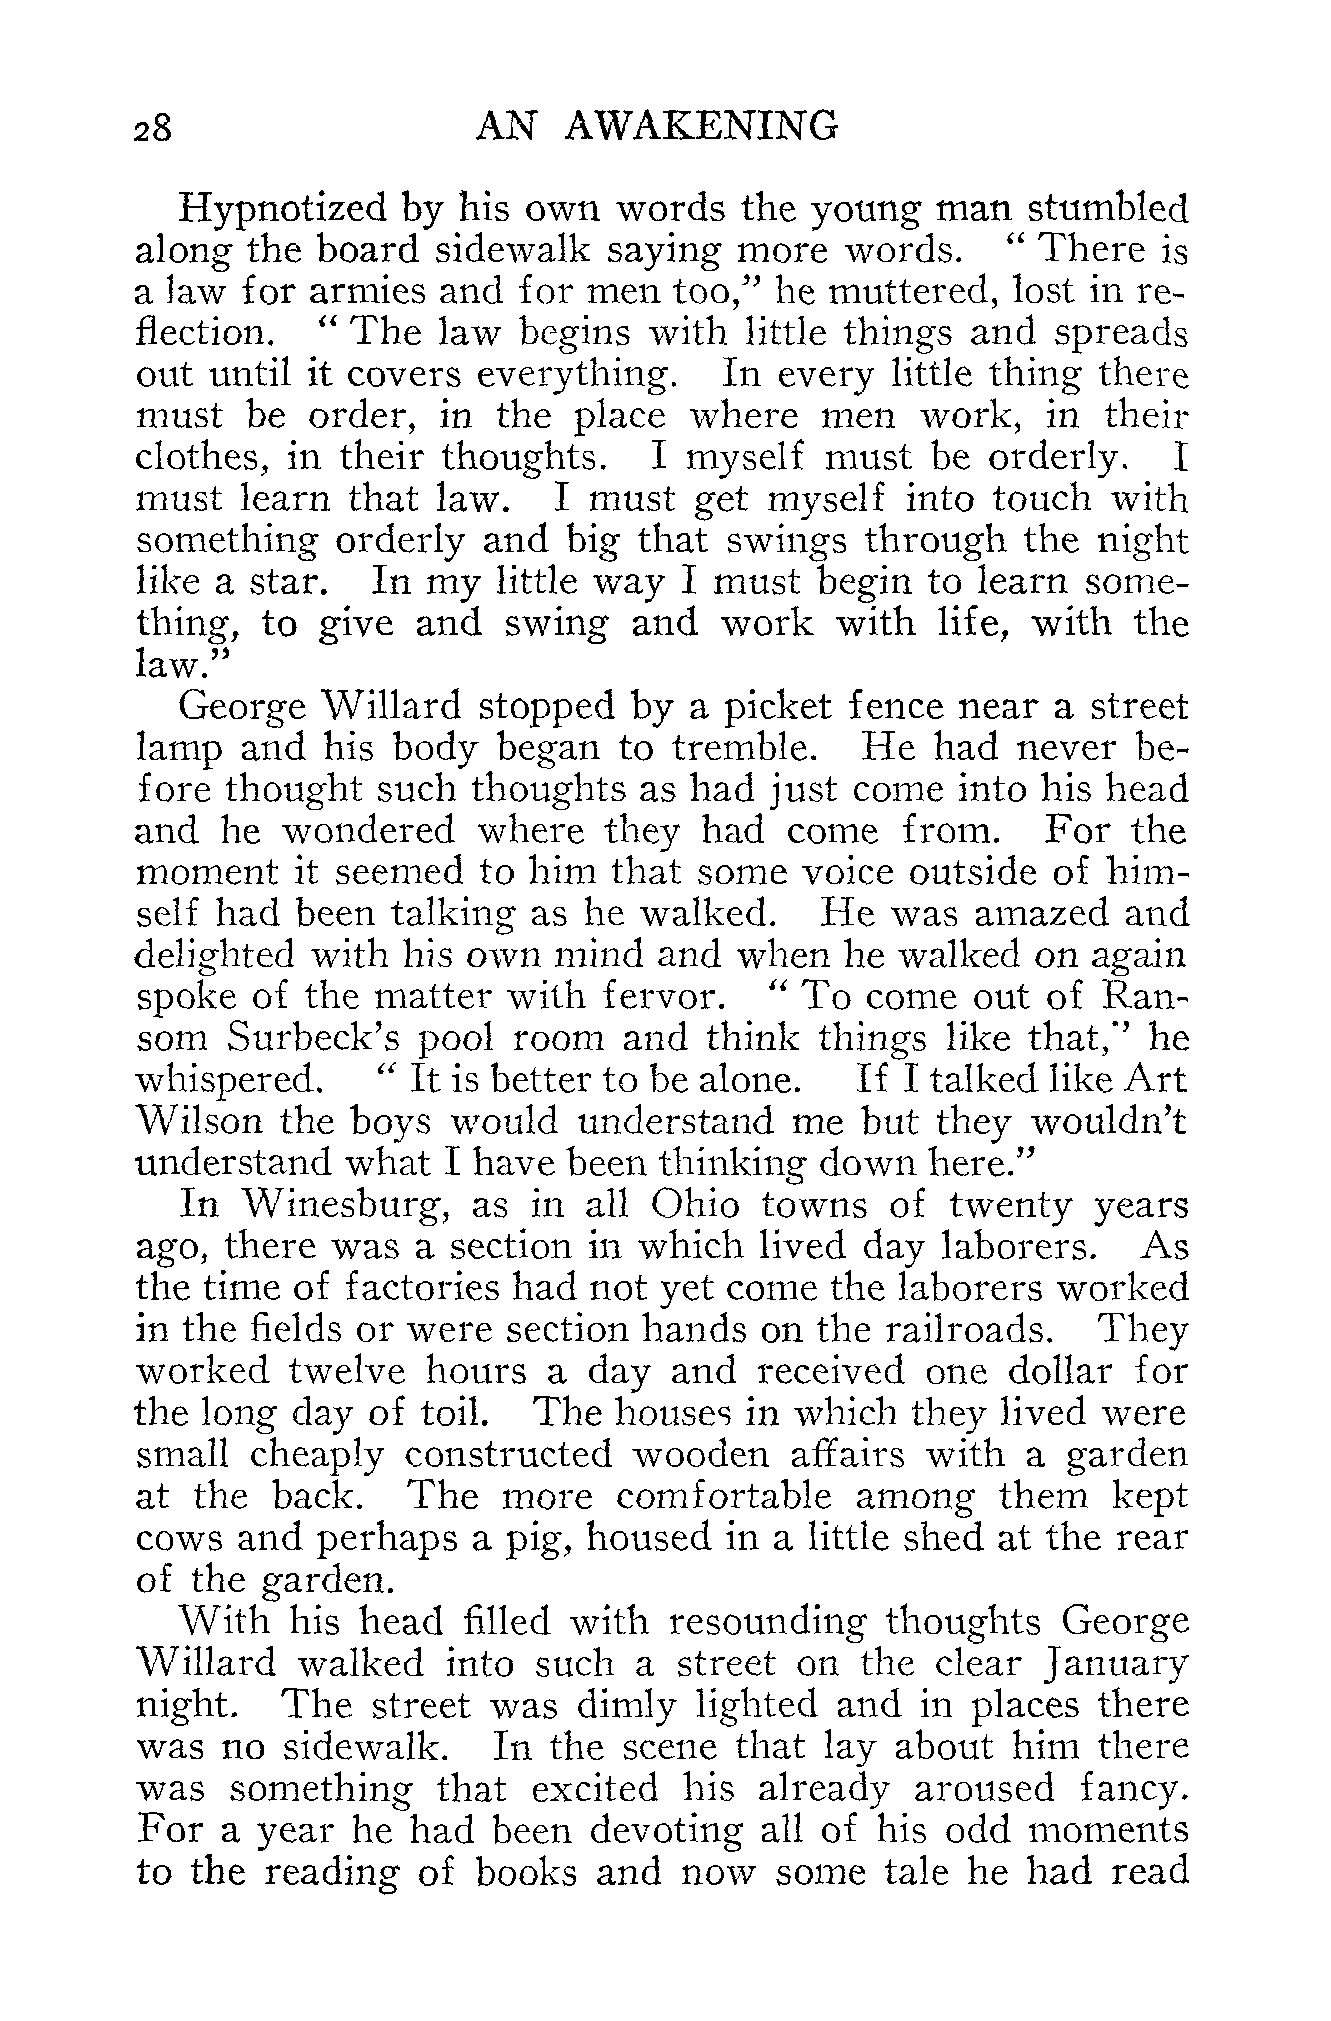 28 AN AWAKENING
Hypnotized by his own words the young man stumbled
along the board sidewalk saying more words. " There is
a law for armies and for men too," he muttered, lost in re-
flection. " The law begins with little things and spreads
out until it covers everything. In every little thing there
must be order, in the place where men work, in their
clothes, in their thoughts. I myself must be orderly. I
must learn that law. I must get myself into touch with
something orderly and big that swings through the night
like a star. In my little way I must begin to learn some-
thing, to give and swing and work with life, with the
law."
George Willard stopped by a picket fence near a street
lamp and his body began to tremble. He had never be-
fore thought such thoughts as had just come into his head
and he wondered where they had come from. For the
moment it seemed to him that some voice outside of him-
self had been talking as he walked. He was amazed and
delighted with his own mind and when he walked on again
spoke of the matter with fervor. " To come out of Ran-
som Surbeck's pool room and think things like that," he
whispered. " It is better to be alone. If I talked like Art
Wilson the boys would understand me but they wouldn't
understand what I have been thinking down here."
In Winesburg, as in all Ohio towns of twenty years
ago, there was a section in which lived day laborers. As
the time of factories had not yet come the laborers worked
in the fields or were section hands on the railroads. They
worked twelve hours a day and received one dollar for
the long day of toil. The houses in which they lived were
small cheaply constructed wooden affairs with a garden
at the back. The more comfortable among them kept
cows and perhaps a pig, housed in a little shed at the rear
of the garden.
With his head filled with resounding thoughts George
Willard walked into such a street on the clear January
night. The street was dimly lighted and in places there
was no sidewalk. In the scene that lay about him there
was something that excited his already aroused fancy.
For a year he had been devoting all of his odd moments
to the reading of books and now some tale he had read